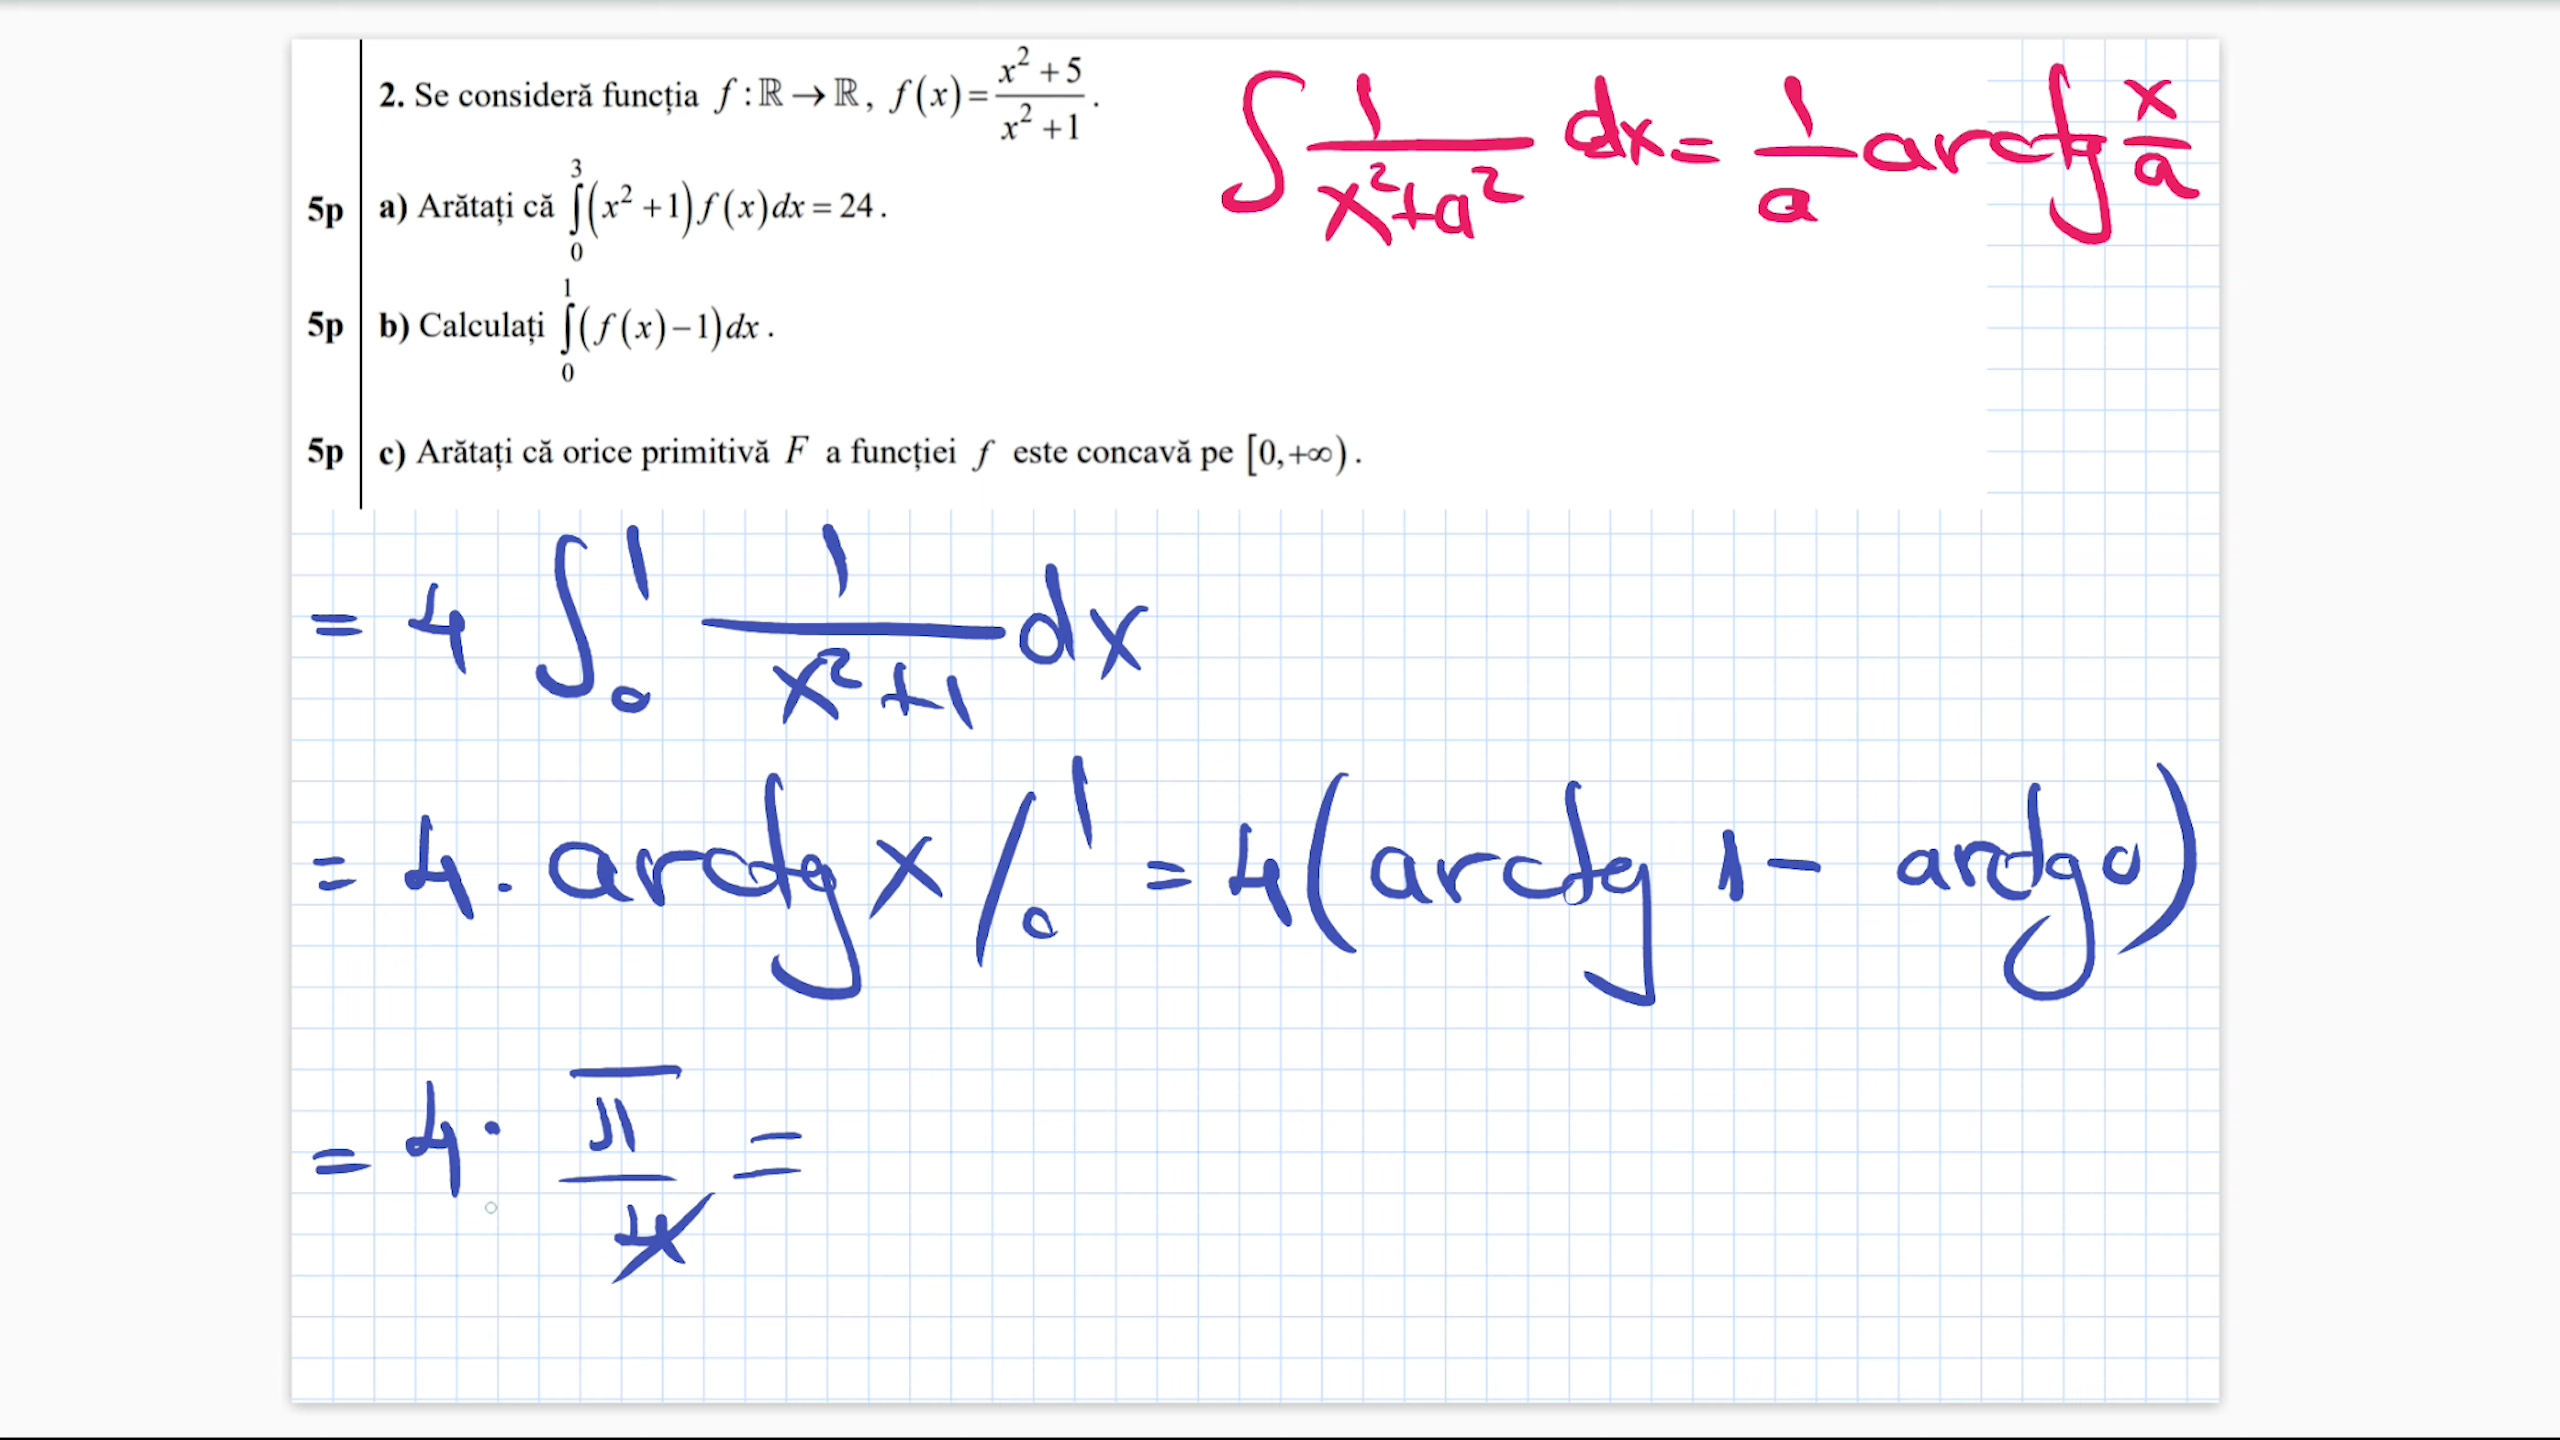 2. Se consideră funcția f : ℝ → ℝ, f(x) = (x² + 5)/(x² + 1).
5p a) Arătați că ∫₀³ (x² + 1) f(x) dx = 24.
5p b) Calculați ∫₀¹ (f(x) − 1) dx.
5p c) Arătați că orice primitivă F a funcției f este concavă pe [0, +∞).
∫ 1/(x² + a²) dx = 1/a arctg x/a
= 4 ∫₀¹ 1/(x² + 1) dx
= 4 · arctg x /₀¹ = 4 (arctg 1 − arctg 0)
= 4 · π/4 =